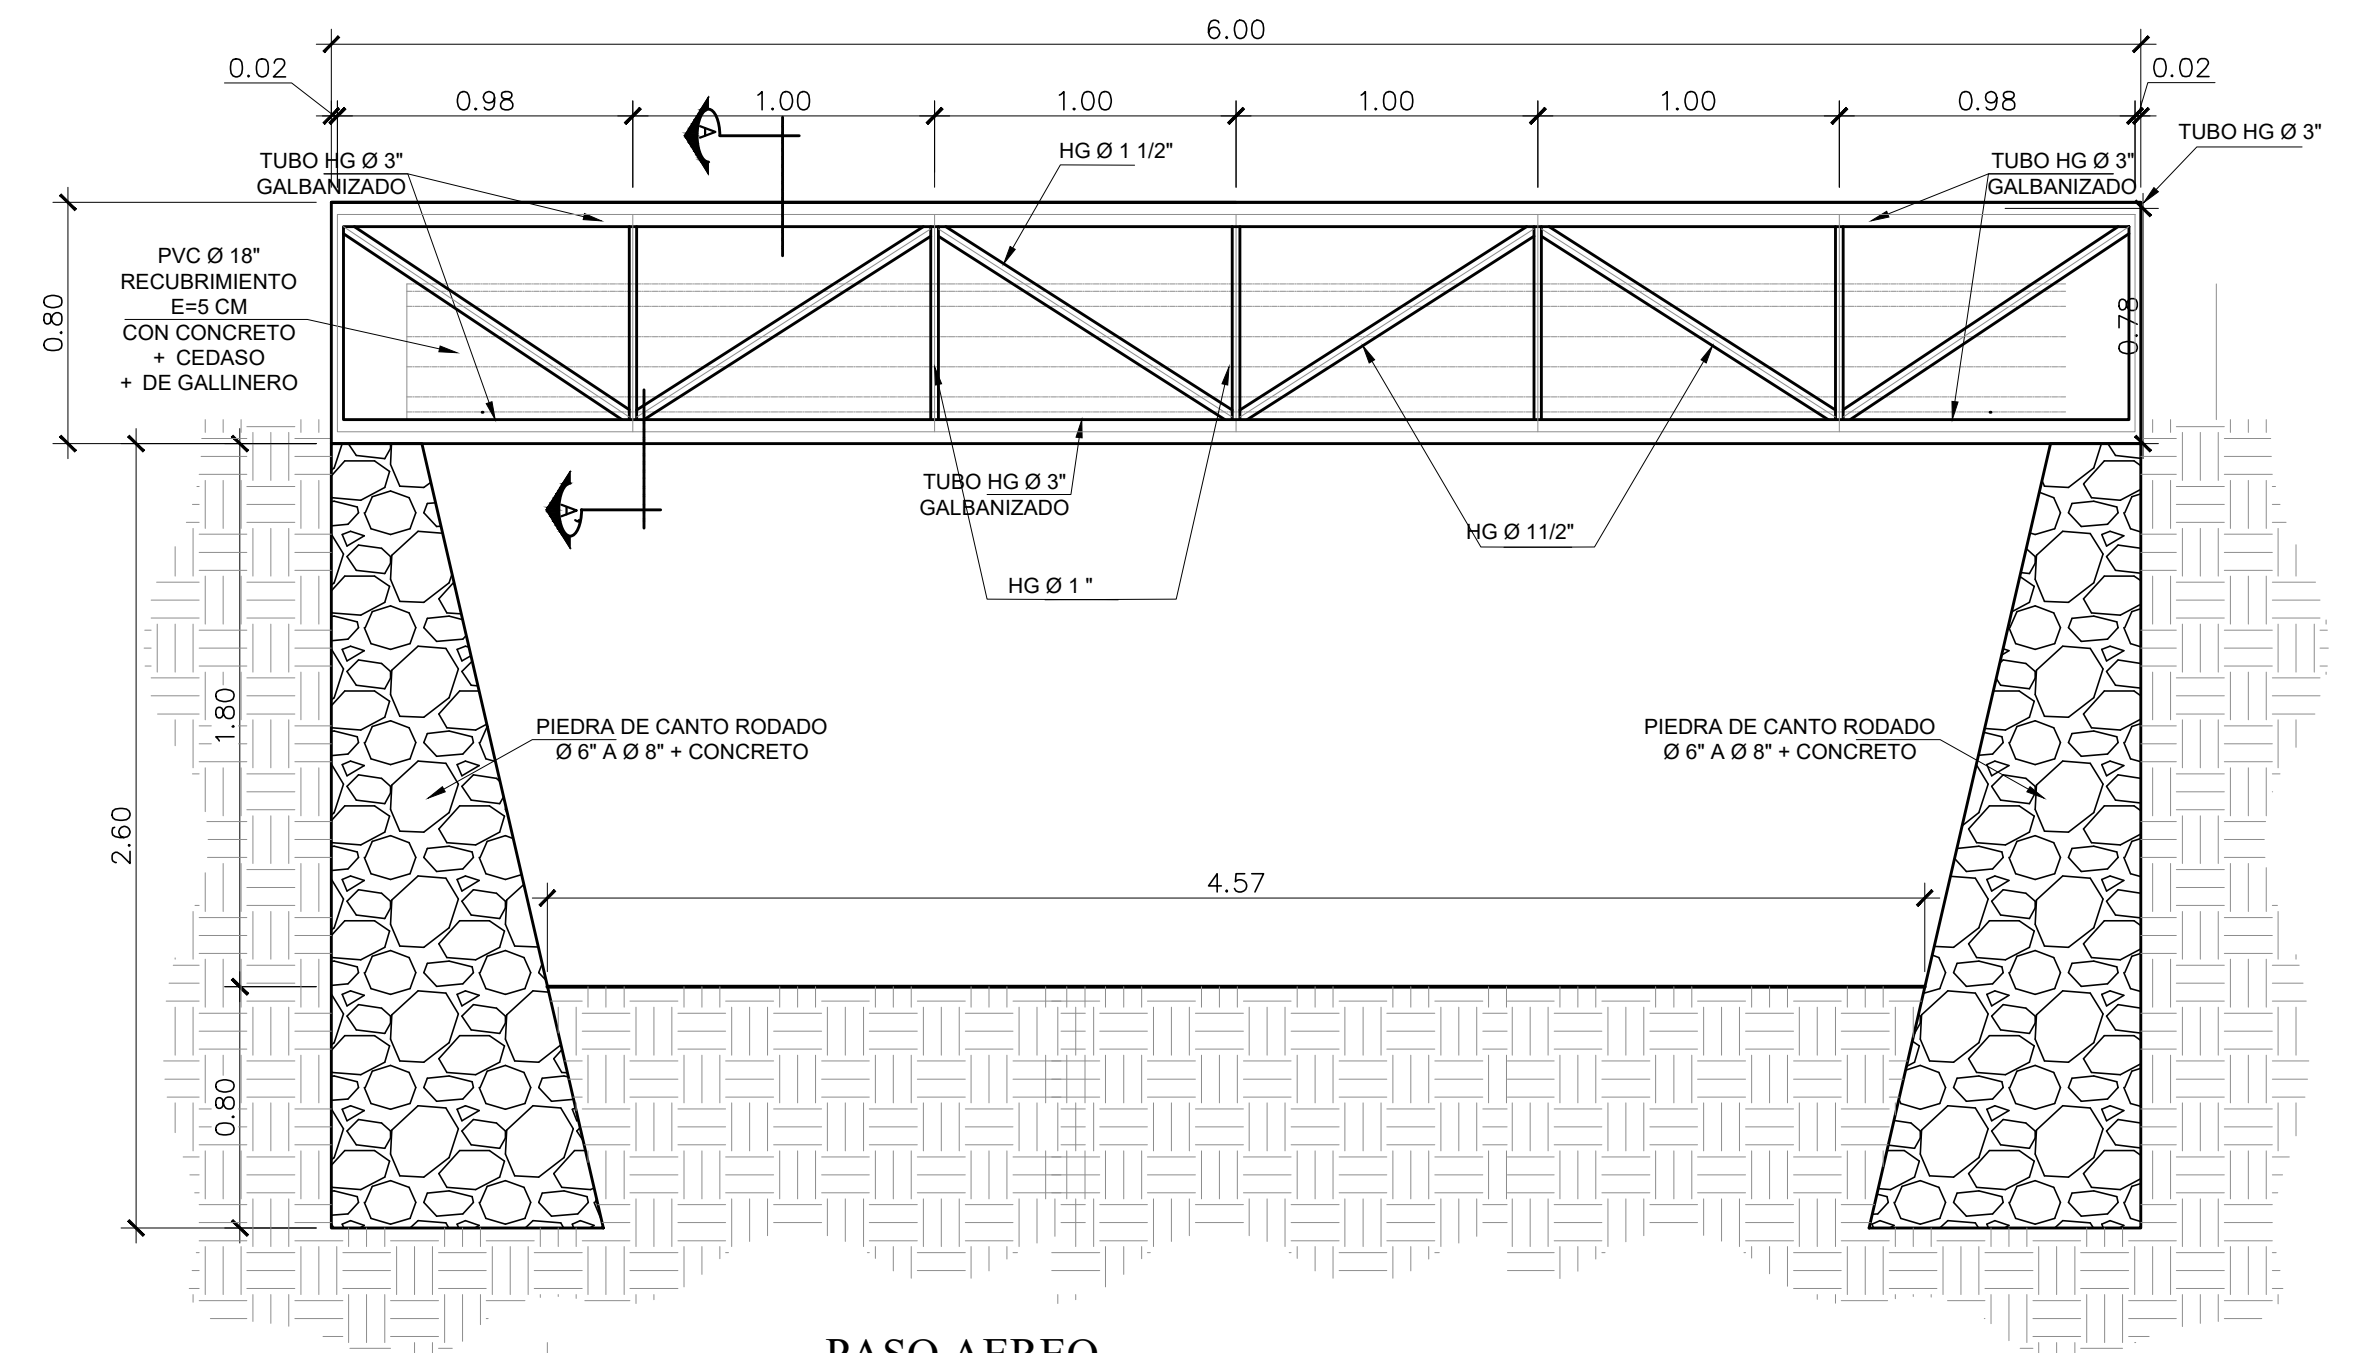 6.00
0.02
0.02
0.98
1.00
1.00
1.00
1.00
0.98
A
TUBO HG Ø 3"
TUBO HG Ø 3"
GALBANIZADO
HG Ø 1 1/2"
TUBO HG Ø 3"
GALBANIZADO
PVC Ø 18"
RECUBRIMIENTO
E=5 CM
CON CONCRETO
+ CEDASO
+ DE GALLINERO
0.80
0.78
TUBO HG Ø 3"
GALBANIZADO
A'
HG Ø 11/2"
HG Ø 1 "
1.80
PIEDRA DE CANTO RODADO
Ø 6" A Ø 8" + CONCRETO
PIEDRA DE CANTO RODADO
Ø 6" A Ø 8" + CONCRETO
2.60
4.57
0.80
PASO AEREO